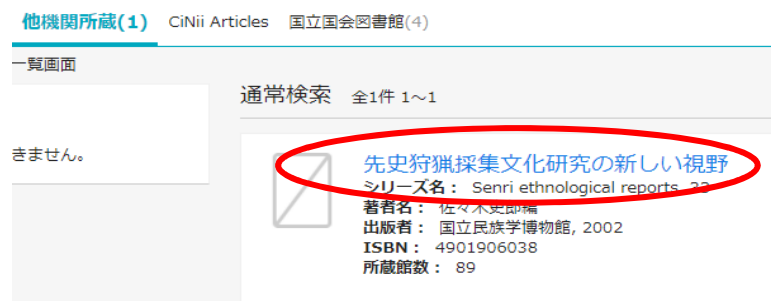 他機関所蔵(1) CiNii Articles 国立国会図書館(4)
一覧画面
通常検索 全1件 1～1
きません。
先史狩猟採集文化研究の新しい視野
シリーズ名： Senri ethnological reports, 33
著者名： 佐々木史郎編
出版者： 国立民族学博物館, 2002
ISBN： 4901906038
所蔵館数： 89